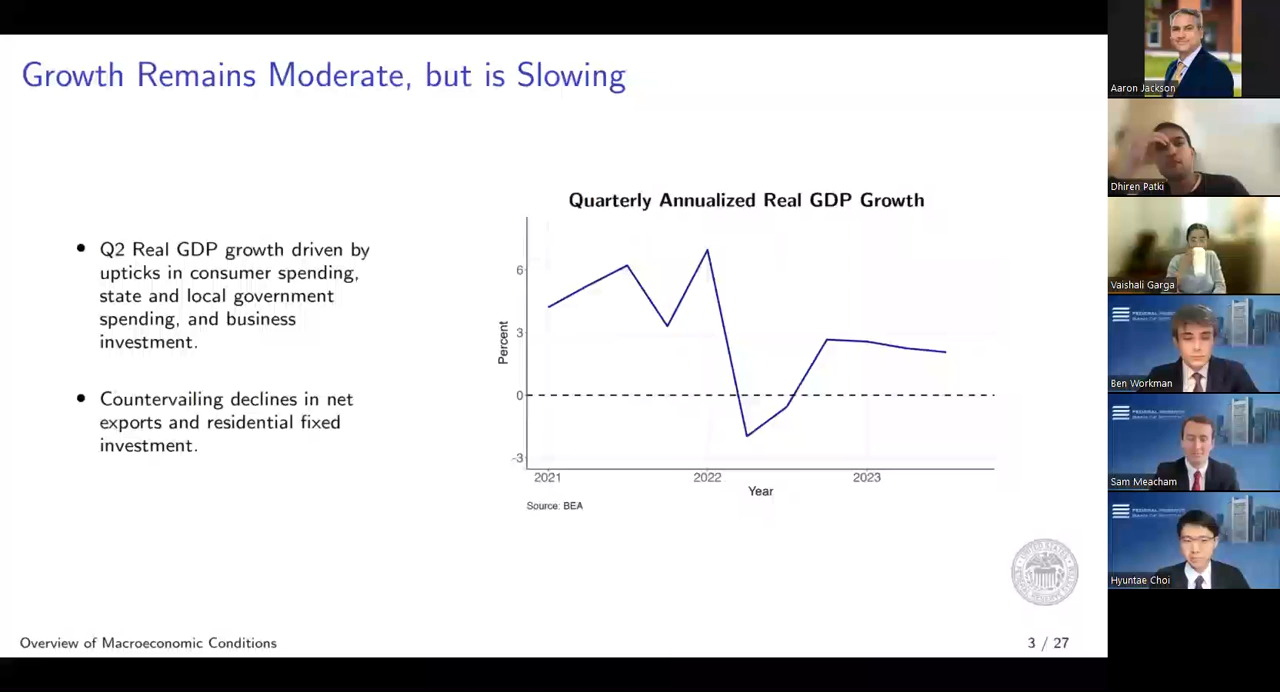 Growth Remains Moderate, but is Slowing
Q2 Real GDP growth driven by
upticks in consumer spending,
state and local government
spending, and business
investment.
Countervailing declines in net
exports and residential fixed
investment.
Quarterly Annualized Real GDP Growth
Percent
6
3
0
-3
2021
2022
2023
Year
Source: BEA
Overview of Macroeconomic Conditions
3 / 27
Aaron Jackson
Dhiren Patki
Vaishali Garga
Ben Workman
Sam Meacham
Hyuntae Choi